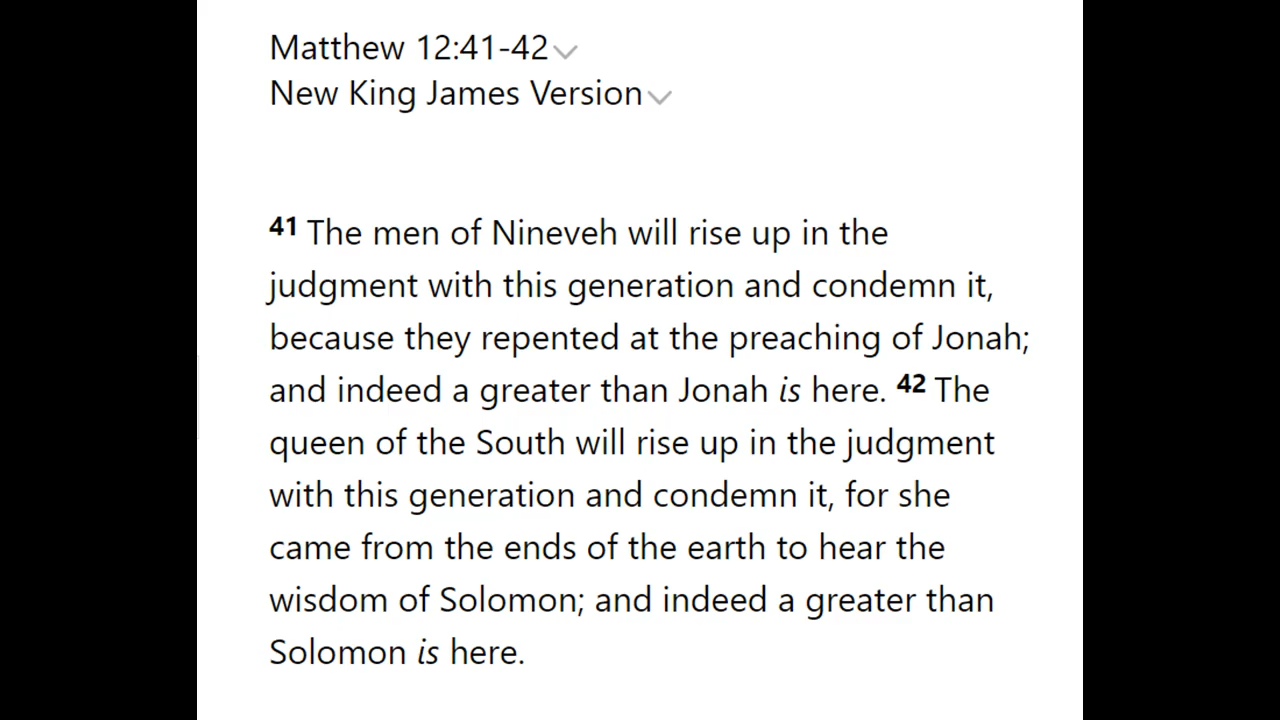 Matthew 12:41-42
New King James Version
41 The men of Nineveh will rise up in the
judgment with this generation and condemn it,
because they repented at the preaching of Jonah;
and indeed a greater than Jonah is here. 42 The
queen of the South will rise up in the judgment
with this generation and condemn it, for she
came from the ends of the earth to hear the
wisdom of Solomon; and indeed a greater than
Solomon is here.